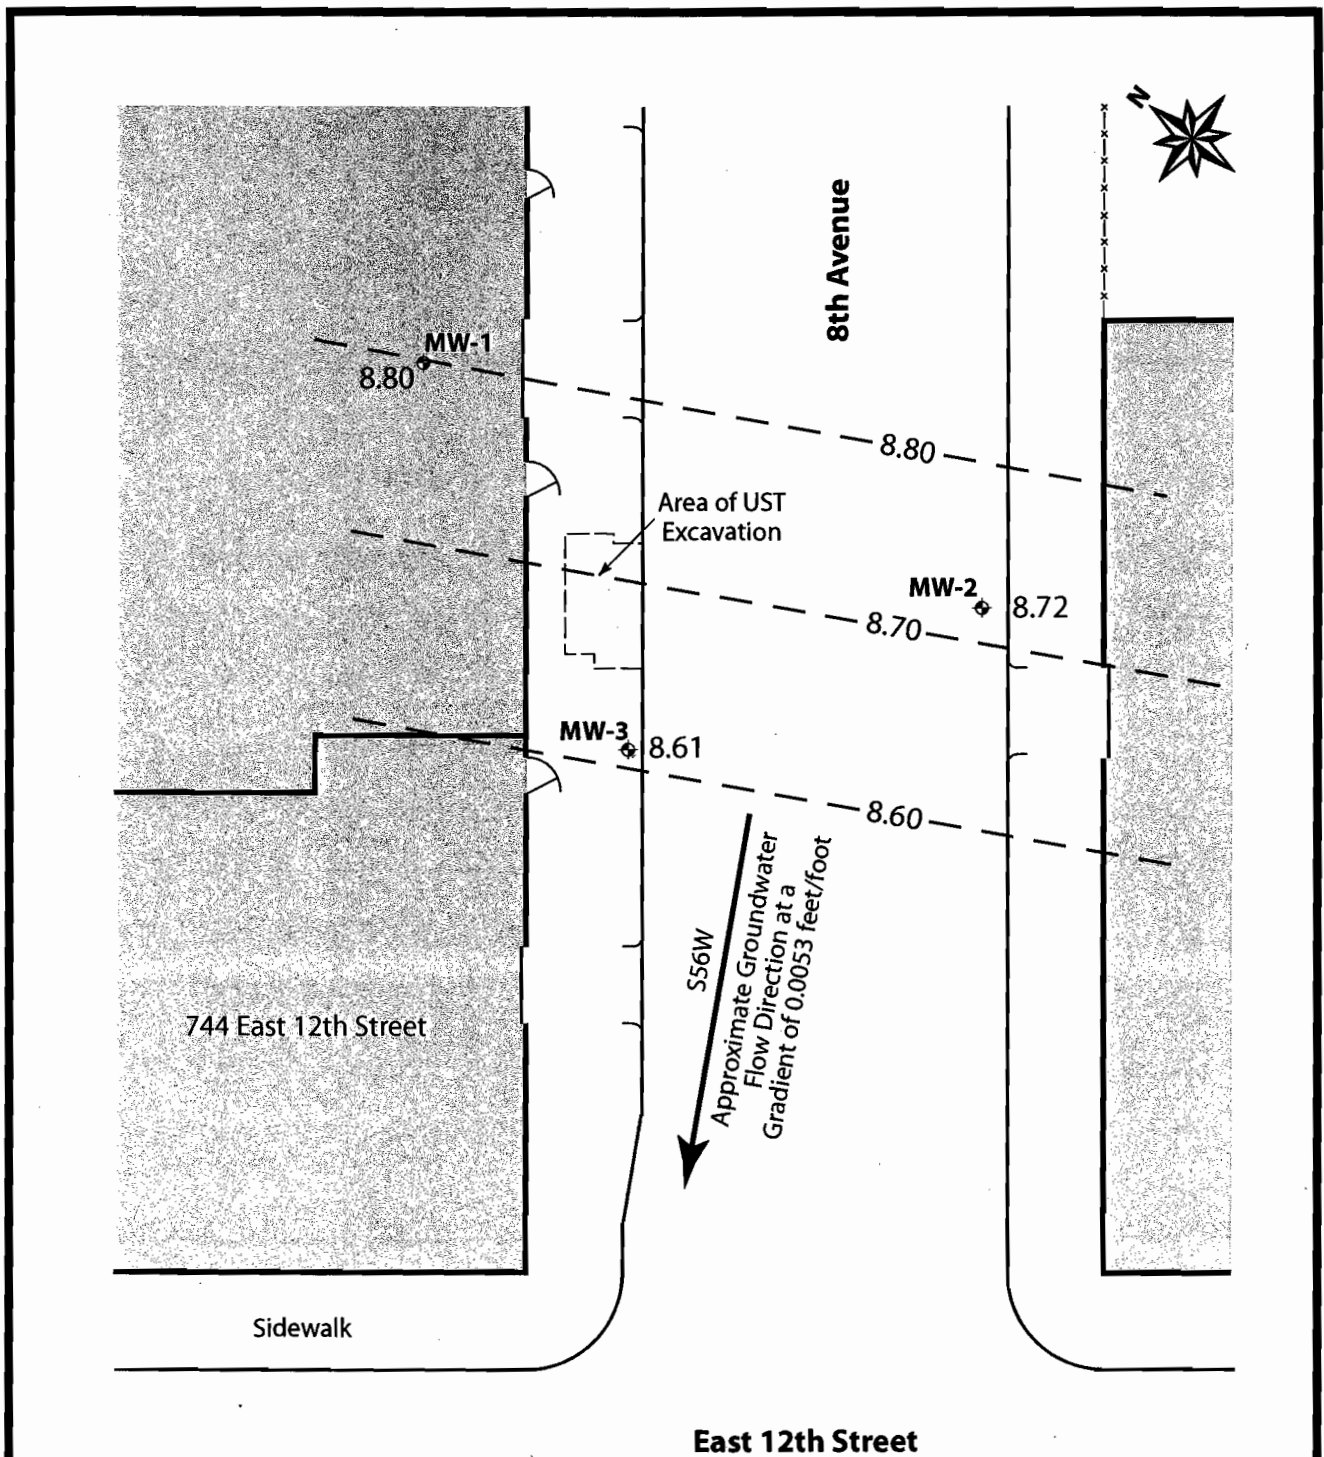 N
8th Avenue
MW-1
8.80
8.80
Area of UST
Excavation
MW-2
8.72
8.70
MW-3
8.61
8.60
S56W
Approximate Groundwater
Flow Direction at a
Gradient of 0.0053 feet/foot
744 East 12th Street
Sidewalk
East 12th Street